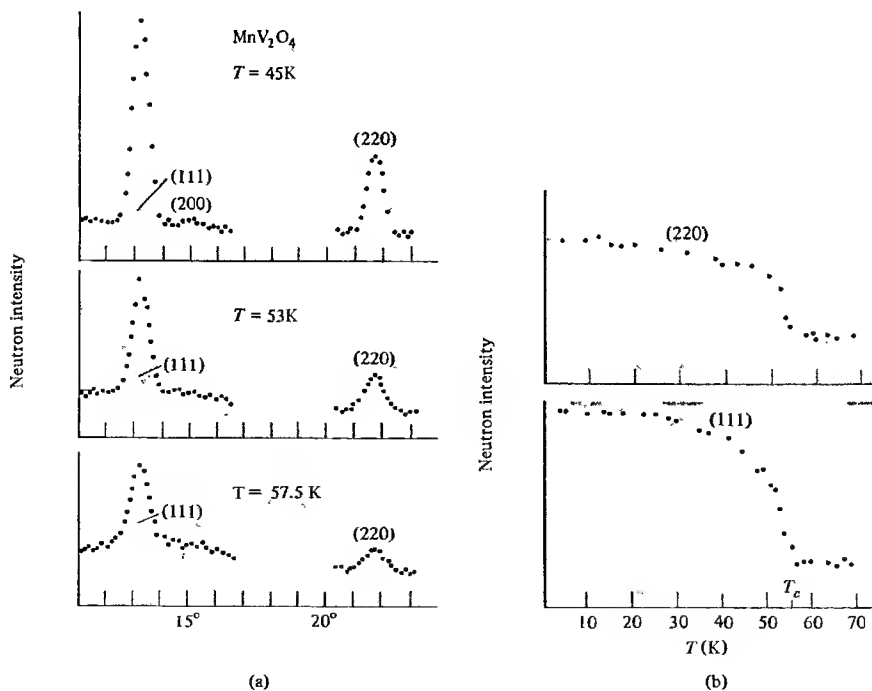 MnV₂O₄
T = 45K
(111)
(200)
(220)
T = 53K
(111)
(220)
T = 57.5 K
(111)
(220)
15°
20°
Neutron intensity
(a)
(220)
(111)
T_c
10 20 30 40 50 60 70
T (K)
Neutron intensity
(b)